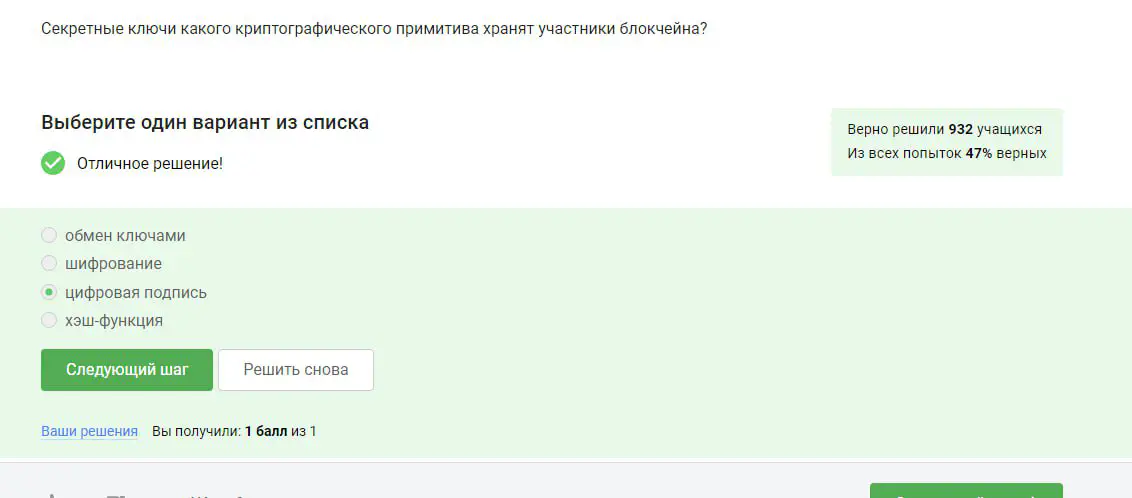 Секретные ключи какого криптографического примитива хранят участники блокчейна?
Выберите один вариант из списка
Отличное решение!
Верно решили 932 учащихся
Из всех попыток 47% верных
обмен ключами
шифрование
цифровая подпись
хэш-функция
Следующий шаг
Решить снова
Ваши решения Вы получили: 1 балл из 1